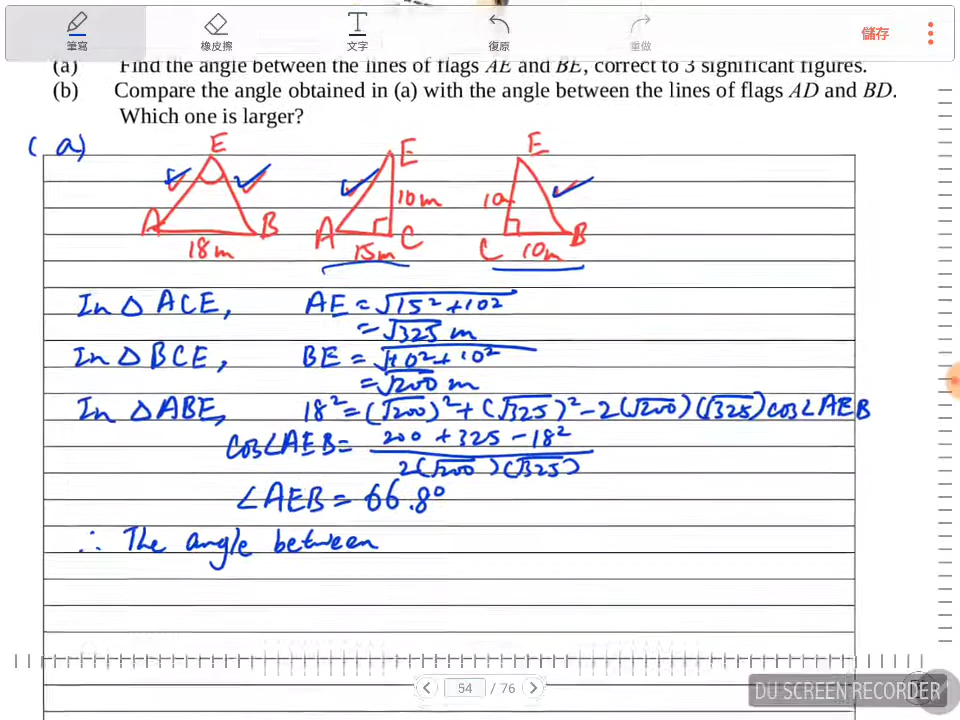 筆寫 橡皮擦 文字 復原 重做 儲存
(a) Find the angle between the lines of flags AE and BE, correct to 3 significant figures.
(b) Compare the angle obtained in (a) with the angle between the lines of flags AD and BD.
Which one is larger?
(a)
E E E
10m 10
A B A C C B
18m 15m 10m
In △ACE, AE = √15²+10²
= √325 m
In △BCE, BE = √10²+10²
= √200 m
In △ABE, 18² = (√200)²+(√325)²-2(√200)(√325)cos∠AEB
cos∠AEB = 200+325-18² / 2(√200)(√325)
∠AEB = 66.8°
∴ The angle between
54 / 76
DU SCREEN RECORDER